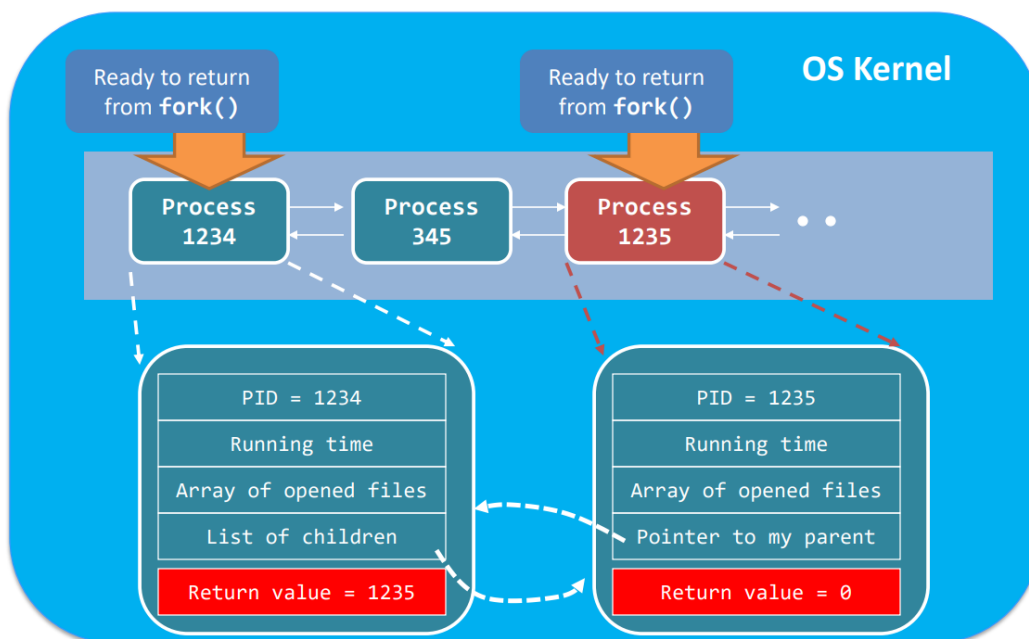 OS Kernel
Ready to return
from fork()
Ready to return
from fork()
Process
1234
Process
345
Process
1235
PID = 1234
Running time
Array of opened files
List of children
Return value = 1235
PID = 1235
Running time
Array of opened files
Pointer to my parent
Return value = 0